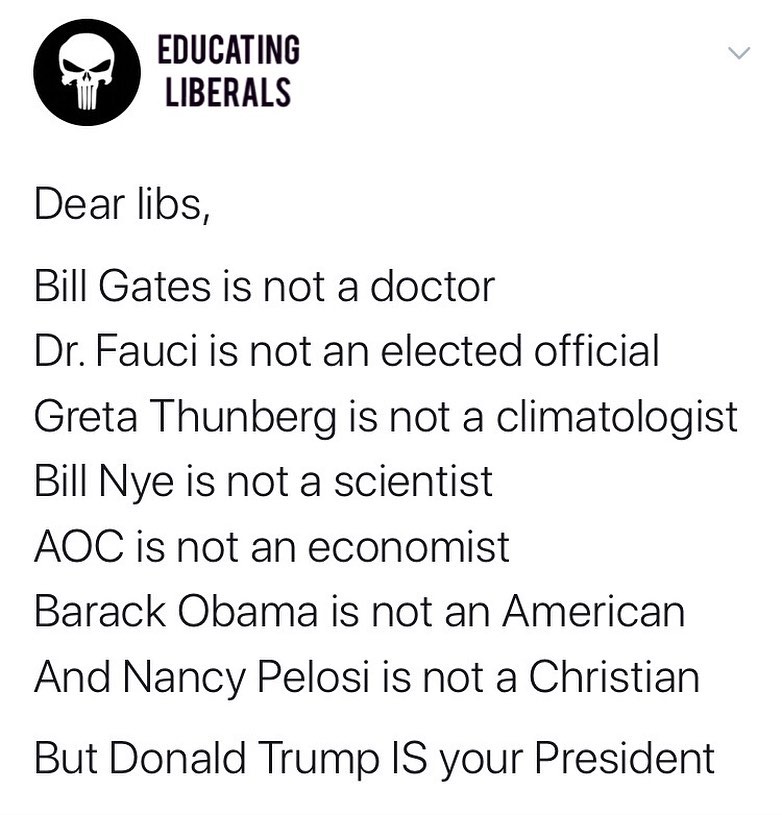 EDUCATING
LIBERALS
Dear libs,
Bill Gates is not a doctor
Dr. Fauci is not an elected official
Greta Thunberg is not a climatologist
Bill Nye is not a scientist
AOC is not an economist
Barack Obama is not an American
And Nancy Pelosi is not a Christian
But Donald Trump IS your President